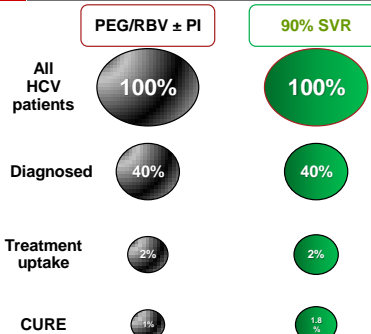 PEG/RBV ± PI
90% SVR
All
HCV
patients
100%
100%
Diagnosed
40%
40%
Treatment
uptake
2%
2%
CURE
1%
1.8
%